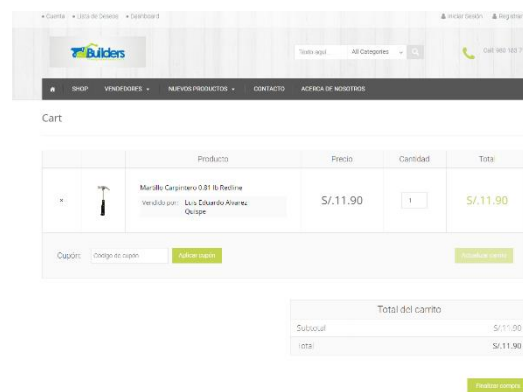 • Cuenta • Lista de Deseos • Dashboard
Iniciar Sesión Registrar
Builders
Texto aquí ... All Categories
Call
SHOP VENDEDORES NUEVOS PRODUCTOS CONTACTO ACERCA DE NOSOTROS
Cart
Producto Precio Cantidad Total
× Martillo Carpintero 0.81 lb Redline S/.11.90 1 S/.11.90
Vendido por: Luis Eduardo Alvarez
Quispe
Cupón: Código de cupón Aplicar cupón Actualizar carrito
Total del carrito
Subtotal S/.11.90
Total S/.11.90
Finalizar compra